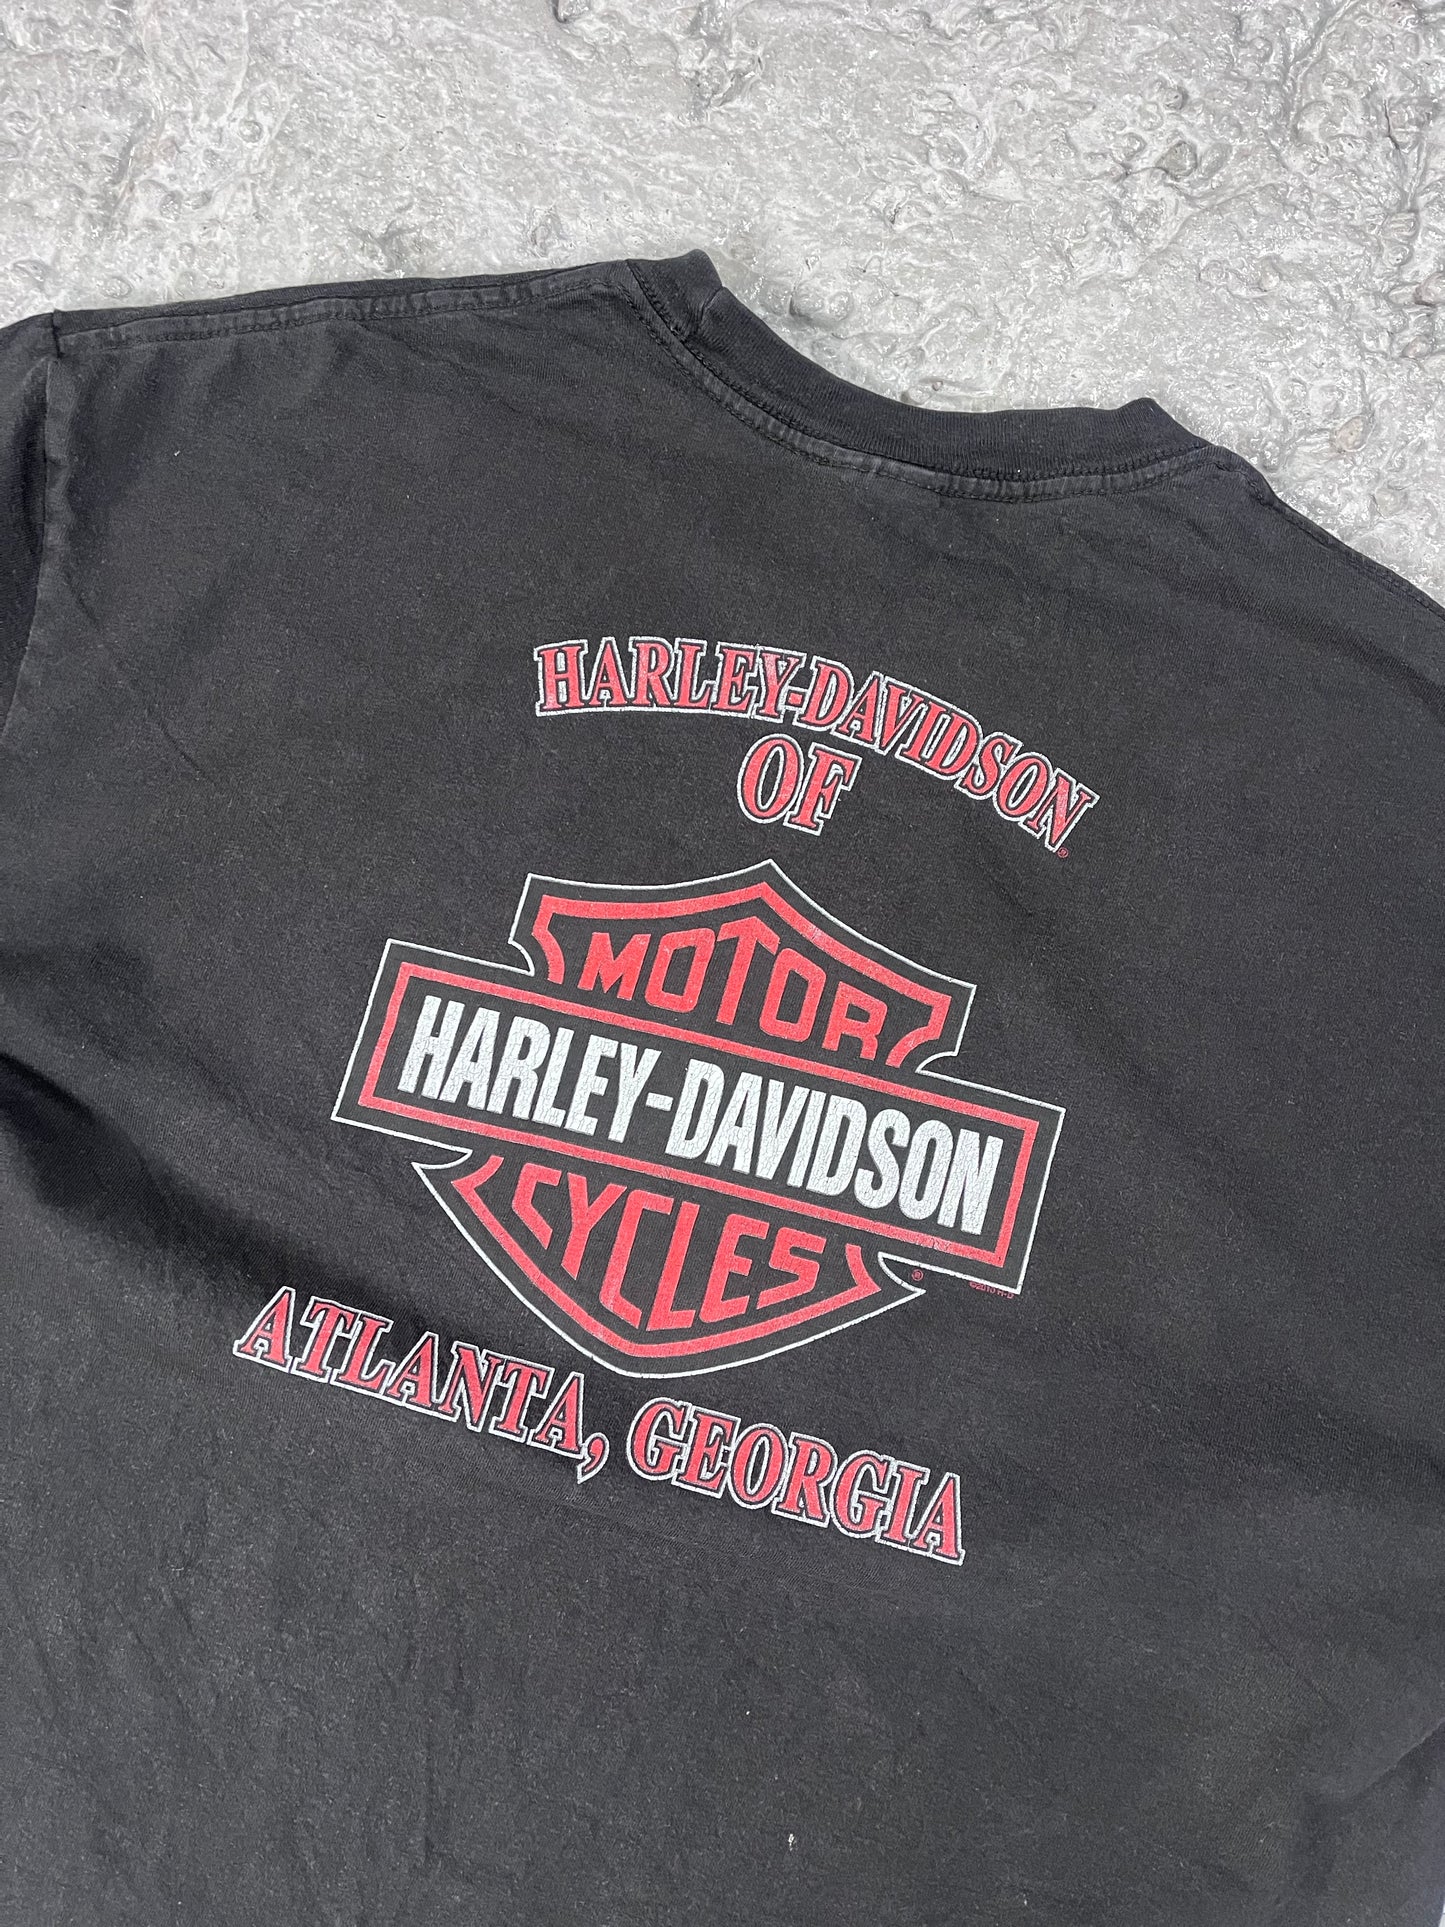 HARLEY-DAVIDSON®
OF
MOTOR
HARLEY-DAVIDSON
CYCLES
®
ATLANTA, GEORGIA